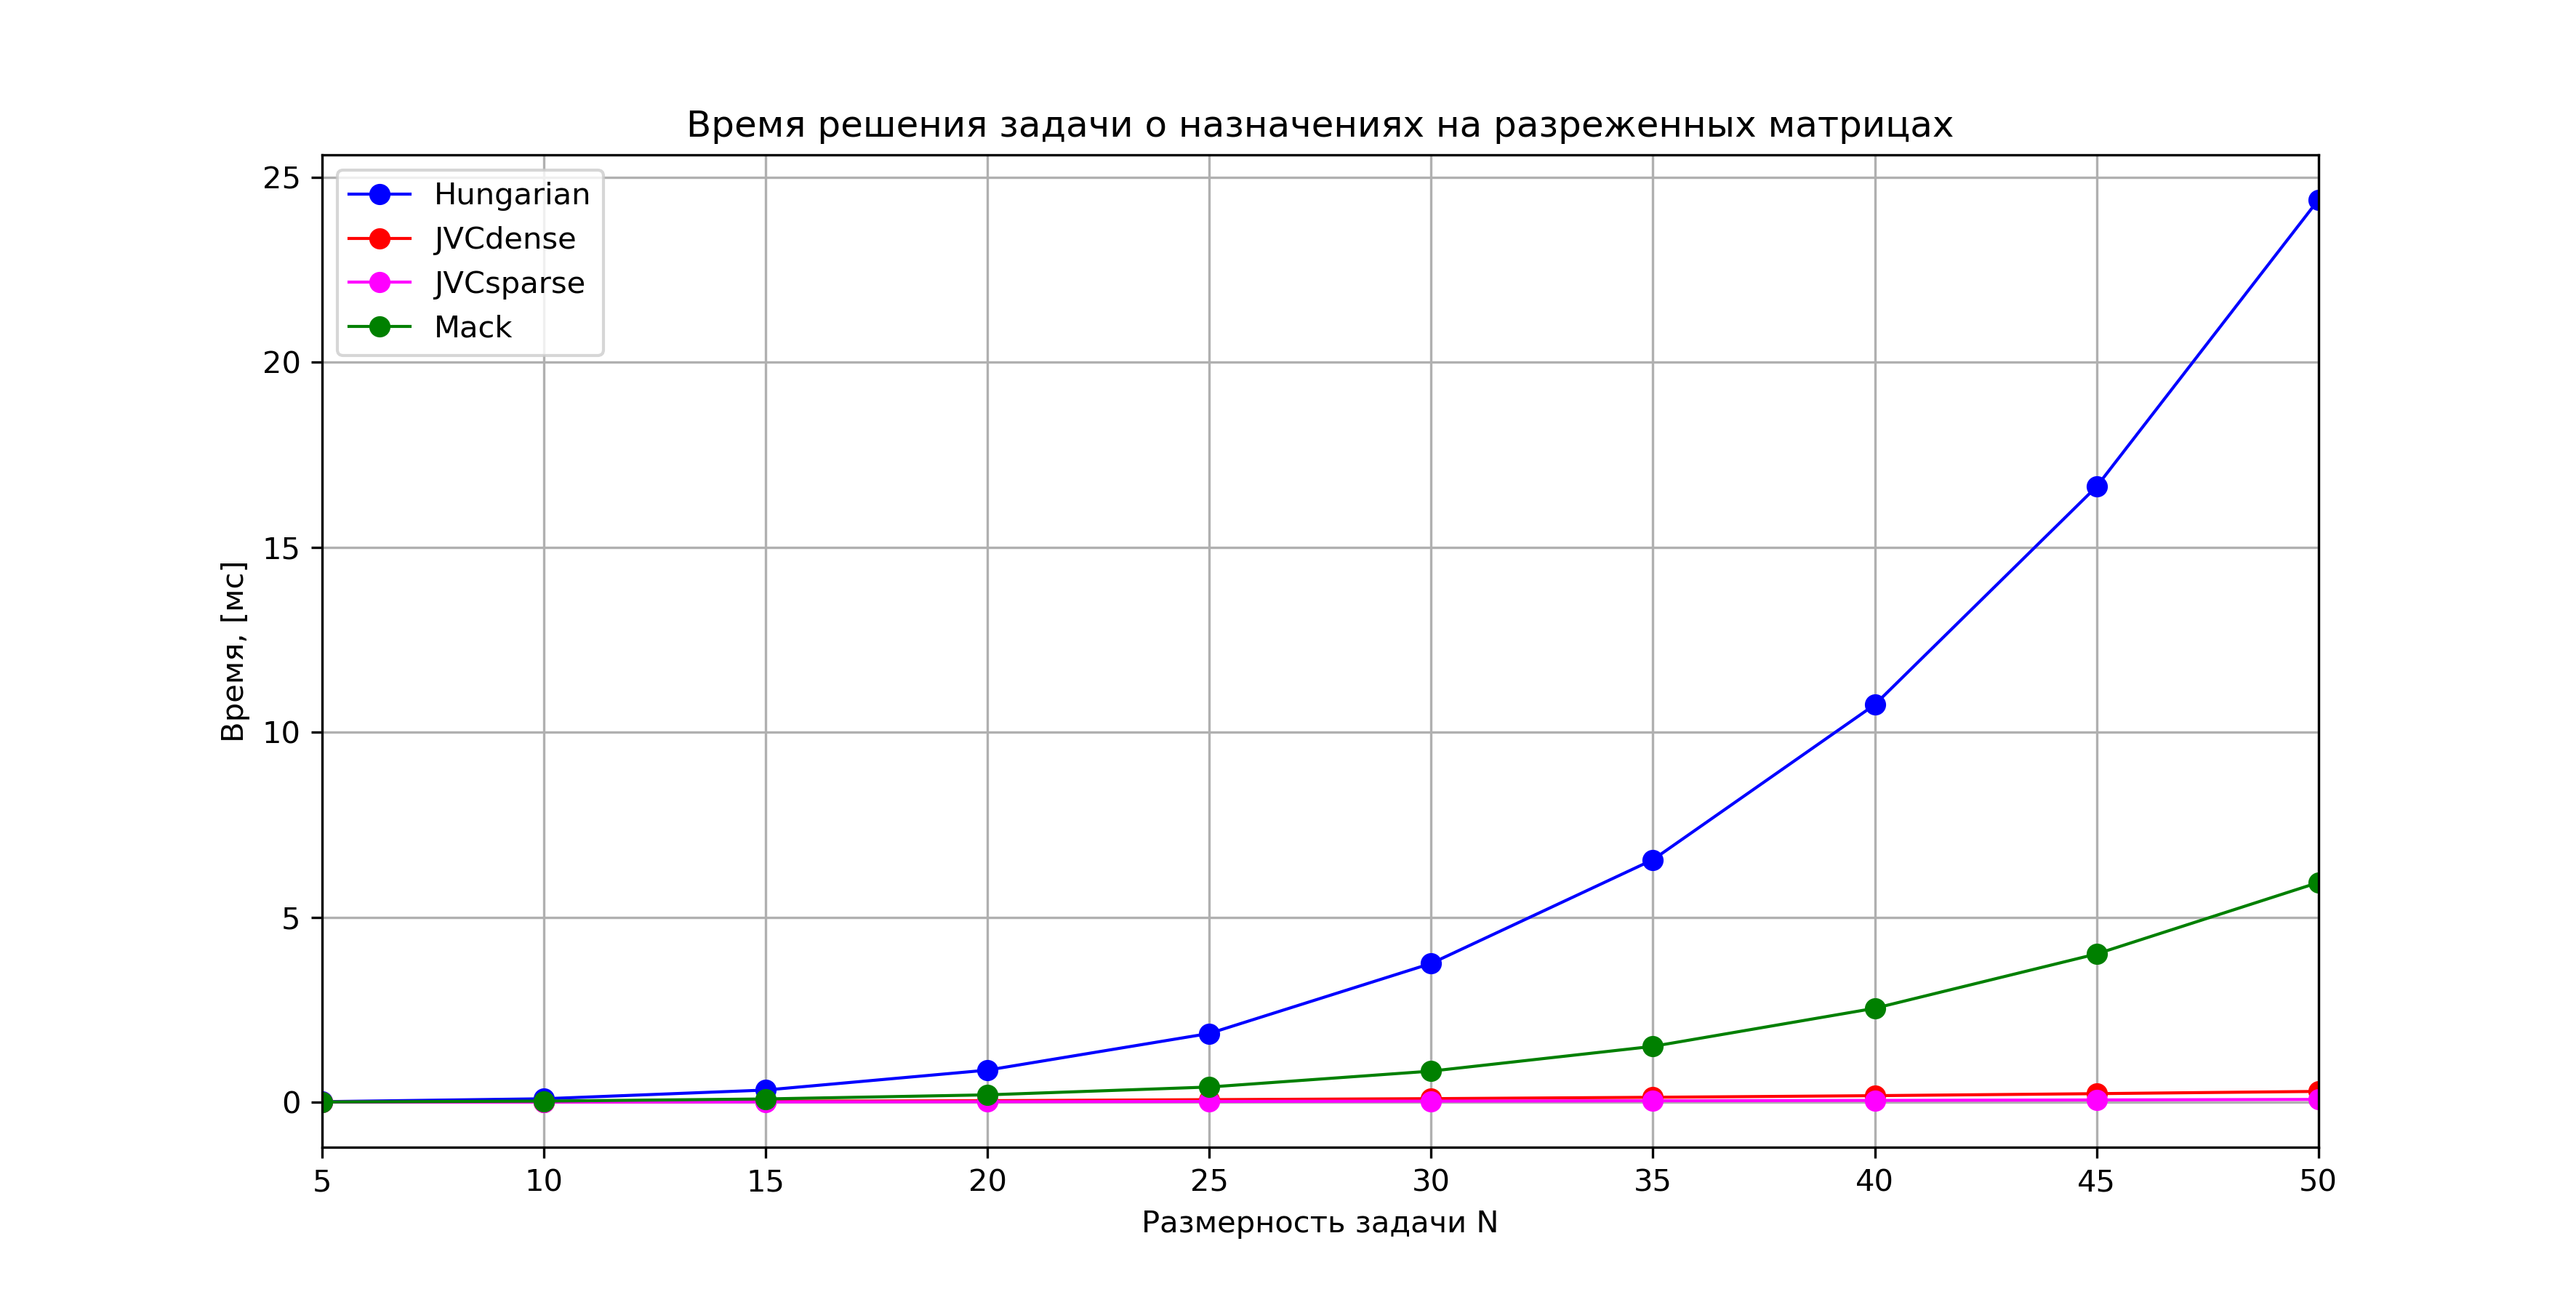 Время решения задачи о назначениях на разреженных матрицах
25
20
15
10
5
0
Время, [мс]
Hungarian
JVCdense
JVCsparse
Mack
5 10 15 20 25 30 35 40 45 50
Размерность задачи N